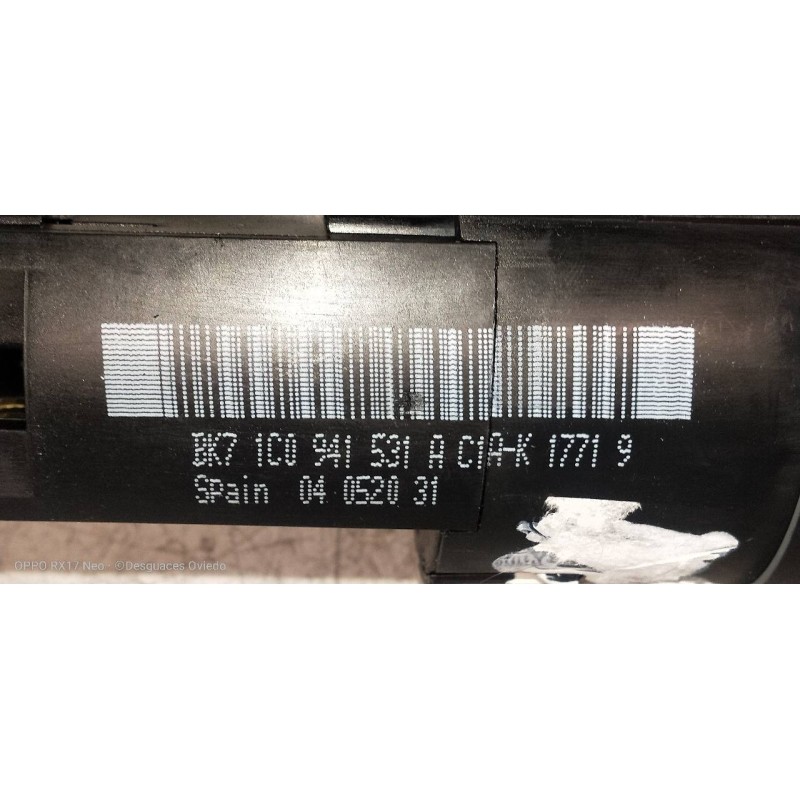 BK7 1C0 941 531 A C1A-K 1771 9
Spain 04 0520 31
OPPO RX17 Neo - ©Desguaces Oviedo